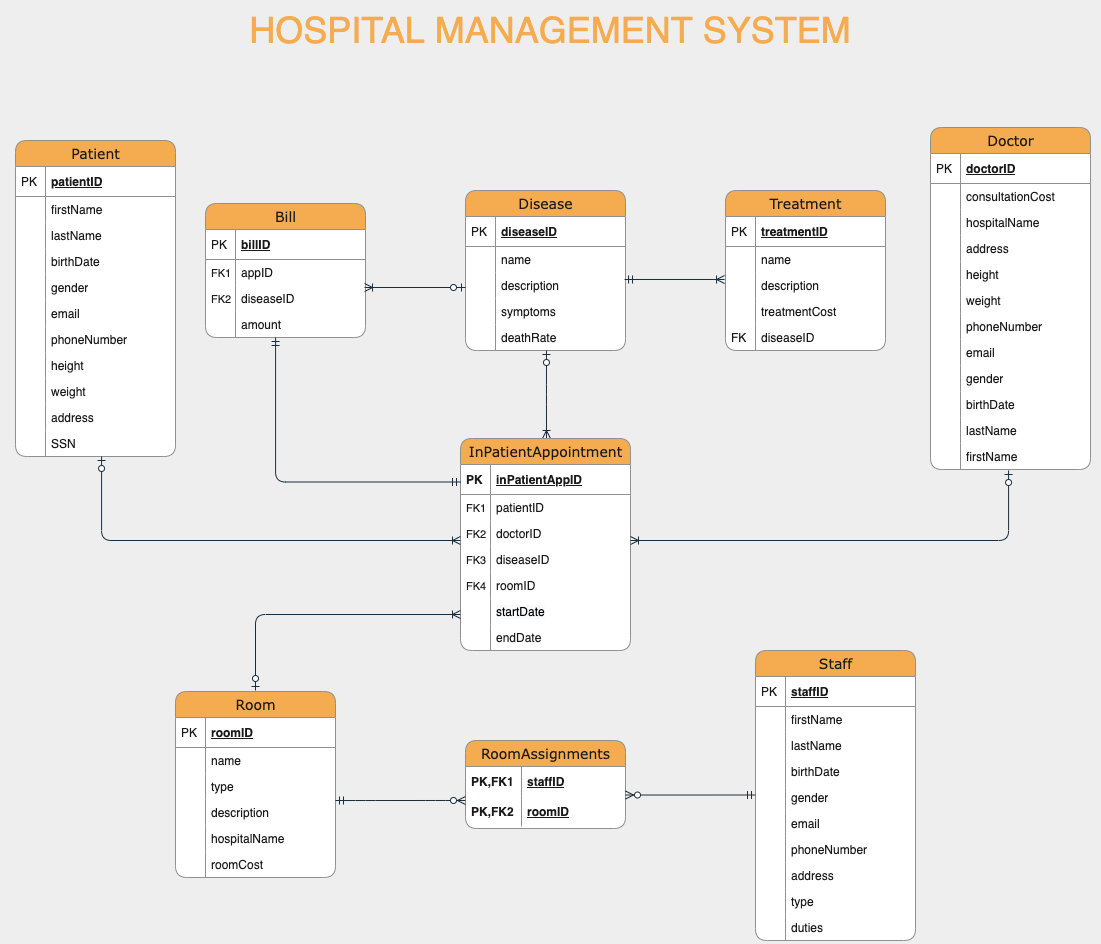 HOSPITAL MANAGEMENT SYSTEM
Patient
PK patientID
firstName
lastName
birthDate
gender
email
phoneNumber
height
weight
address
SSN
Bill
PK billID
FK1 appID
FK2 diseaseID
amount
Disease
PK diseaseID
name
description
symptoms
deathRate
Treatment
PK treatmentID
name
description
treatmentCost
FK diseaseID
Doctor
PK doctorID
consultationCost
hospitalName
address
height
weight
phoneNumber
email
gender
birthDate
lastName
firstName
InPatientAppointment
PK inPatientAppID
FK1 patientID
FK2 doctorID
FK3 diseaseID
FK4 roomID
startDate
endDate
Room
PK roomID
name
type
description
hospitalName
roomCost
RoomAssignments
PK,FK1 staffID
PK,FK2 roomID
Staff
PK staffID
firstName
lastName
birthDate
gender
email
phoneNumber
address
type
duties